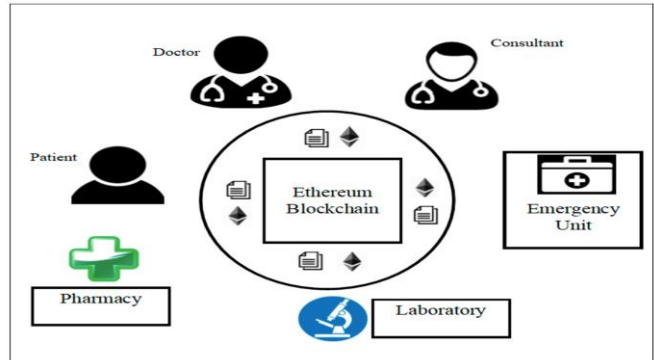 Doctor
Consultant
Patient
Ethereum
Blockchain
Emergency
Unit
Pharmacy
Laboratory